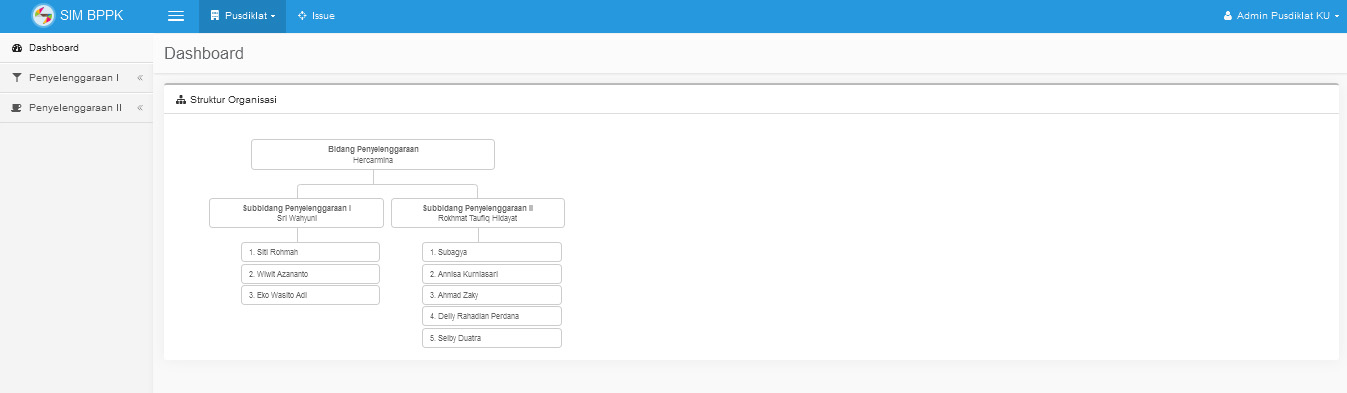 SIM BPPK
Pusdiklat
Issue
Admin Pusdiklat KU
Dashboard
Penyelenggaraan I
Penyelenggaraan II
Dashboard
Struktur Organisasi
Bidang Penyelenggaraan
Hercarmina
Subbidang Penyelenggaraan I
Sri Wahyuni
Subbidang Penyelenggaraan II
Rokhmat Taufiq Hidayat
1. Siti Rohmah
2. Wiwit Azananto
3. Eko Wasito Adi
1. Subagya
2. Annisa Kurniasari
3. Ahmad Zaky
4. Delly Rahadian Perdana
5. Selby Duatra